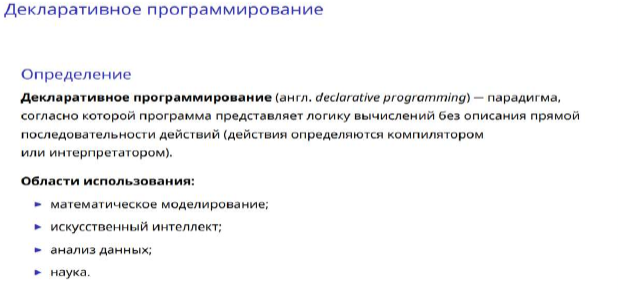 Декларативное программирование
Определение
Декларативное программирование (англ. declarative programming) — парадигма,
согласно которой программа представляет логику вычислений без описания прямой
последовательности действий (действия определяются компилятором
или интерпретатором).
Области использования:
► математическое моделирование;
► искусственный интеллект;
► анализ данных;
► наука.